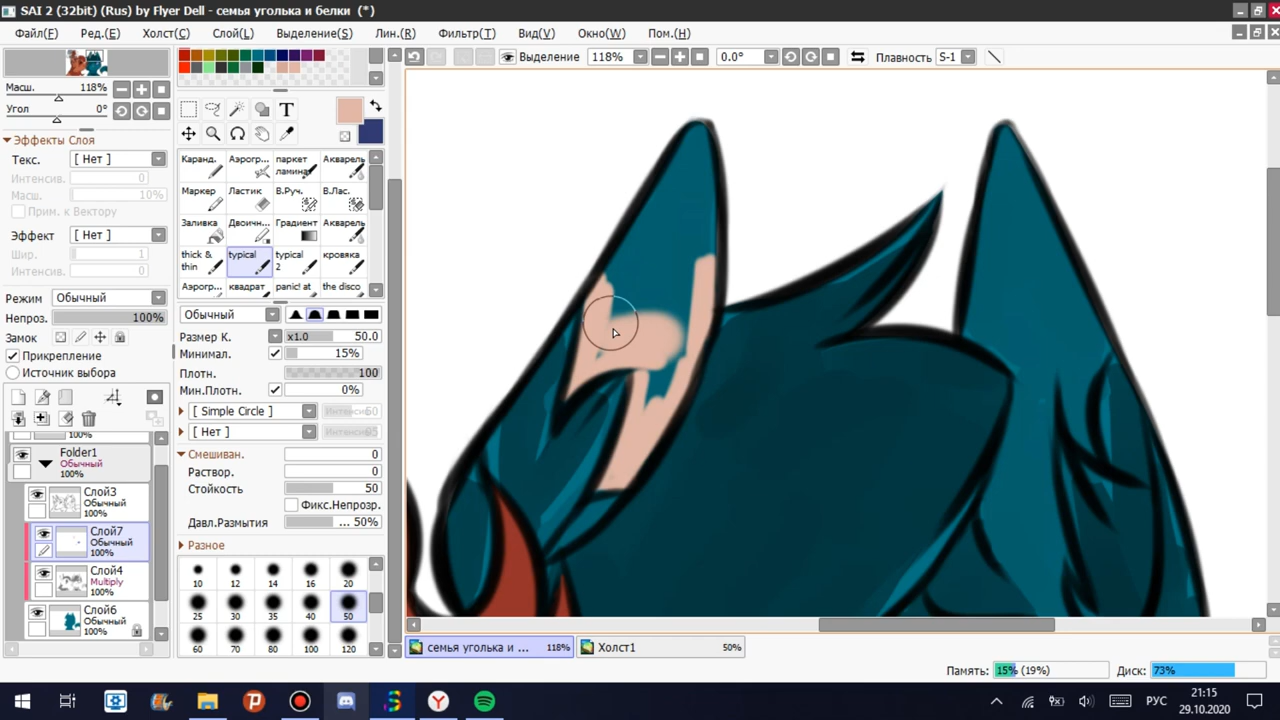 SAI 2 (32bit) (Rus) by Flyer Dell - семья уголька и белки (*)
Файл(F) Ред.(E) Холст(C) Слой(L) Выделение(S) Лин.(R) Фильтр(T) Вид(V) Окно(W) Пом.(H)
Выделение 118% 0.0° Плавность S-1
Масш. 118%
Угол 0°
Эффекты Слоя
Текс. [ Нет ]
Интенсив. 0
Масш. 10%
Прим. к Вектору
Эффект [ Нет ]
Шир. 1
Интенсив. 0
Режим Обычный
Непроз. 100%
Прикрепление
Источник выбора
100%
Folder1
Обычный
100%
Слой3
Обычный
100%
Слой7
Обычный
100%
Слой4
Multiply
100%
Слой6
Обычный
100%
T
Каранд. Аэрогр... паркет ламина Акварель
Маркер Ластик В.Руч. В.Лас.
Заливка Двоичн... Градиент Акварель
thick & thin typical typical 2 кровяка
Аэрогр... квадрат panic! at the disco
Обычный
Размер К. x1.0 50.0
Минимал. 15%
Плотн. 100
Мин.Плотн. 0%
[ Simple Circle ]
[ Нет ]
Смешиван. 0
Раствор. 0
Стойкость 50
Фикс.Непрозр.
Давл.Размытия ... 50%
Разное
10 12 14 16 20
25 30 35 40 50
60 70 80 100 120
семья уголька и ... 118% Холст1 50%
Память: 15% (19%) Диск: 73%
РУС
21:15
29.10.2020